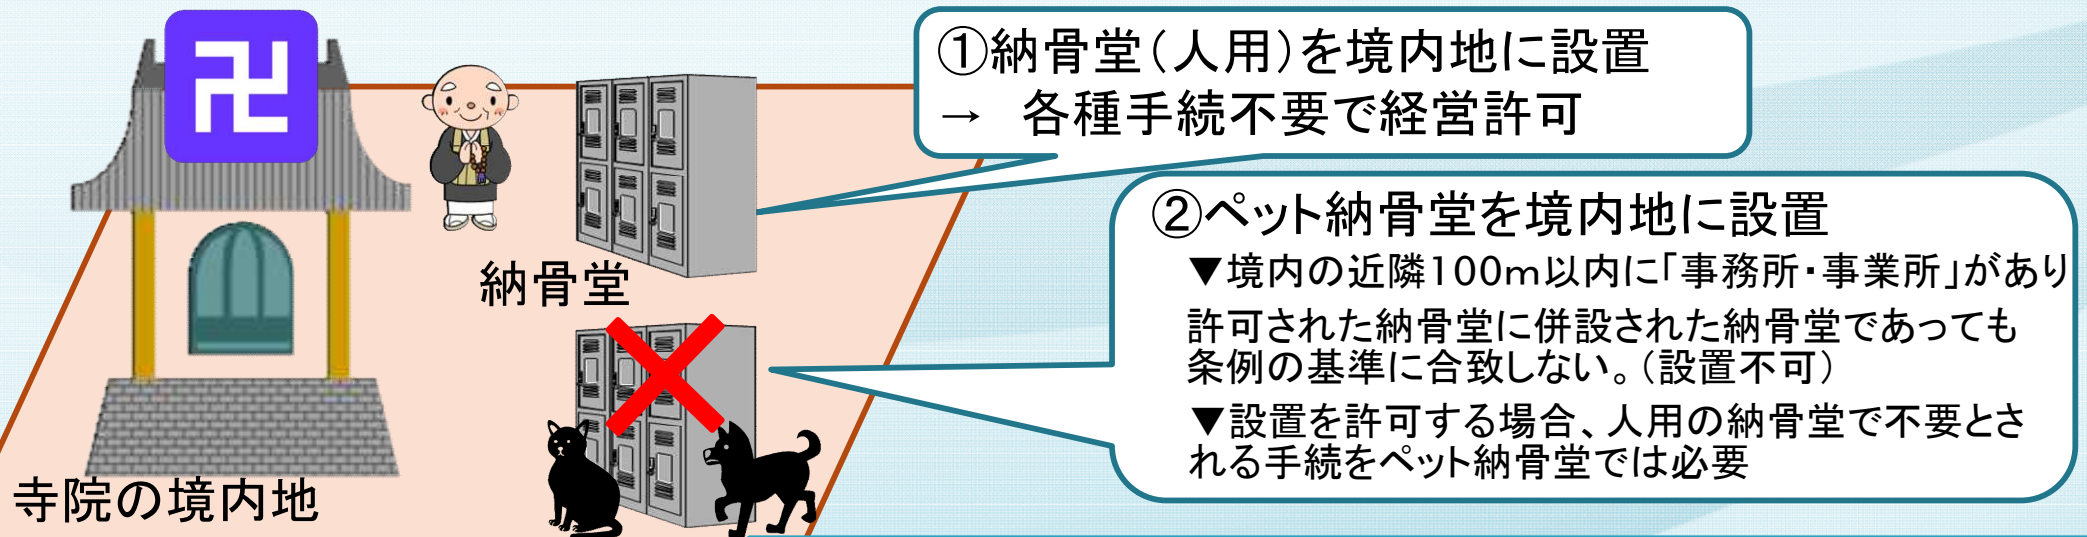 卍
①納骨堂(人用)を境内地に設置
→ 各種手続不要で経営許可
納骨堂
②ペット納骨堂を境内地に設置
▼境内の近隣100m以内に「事務所・事業所」があり
許可された納骨堂に併設された納骨堂であっても
条例の基準に合致しない。(設置不可)
▼設置を許可する場合、人用の納骨堂で不要とさ
れる手続をペット納骨堂では必要
寺院の境内地